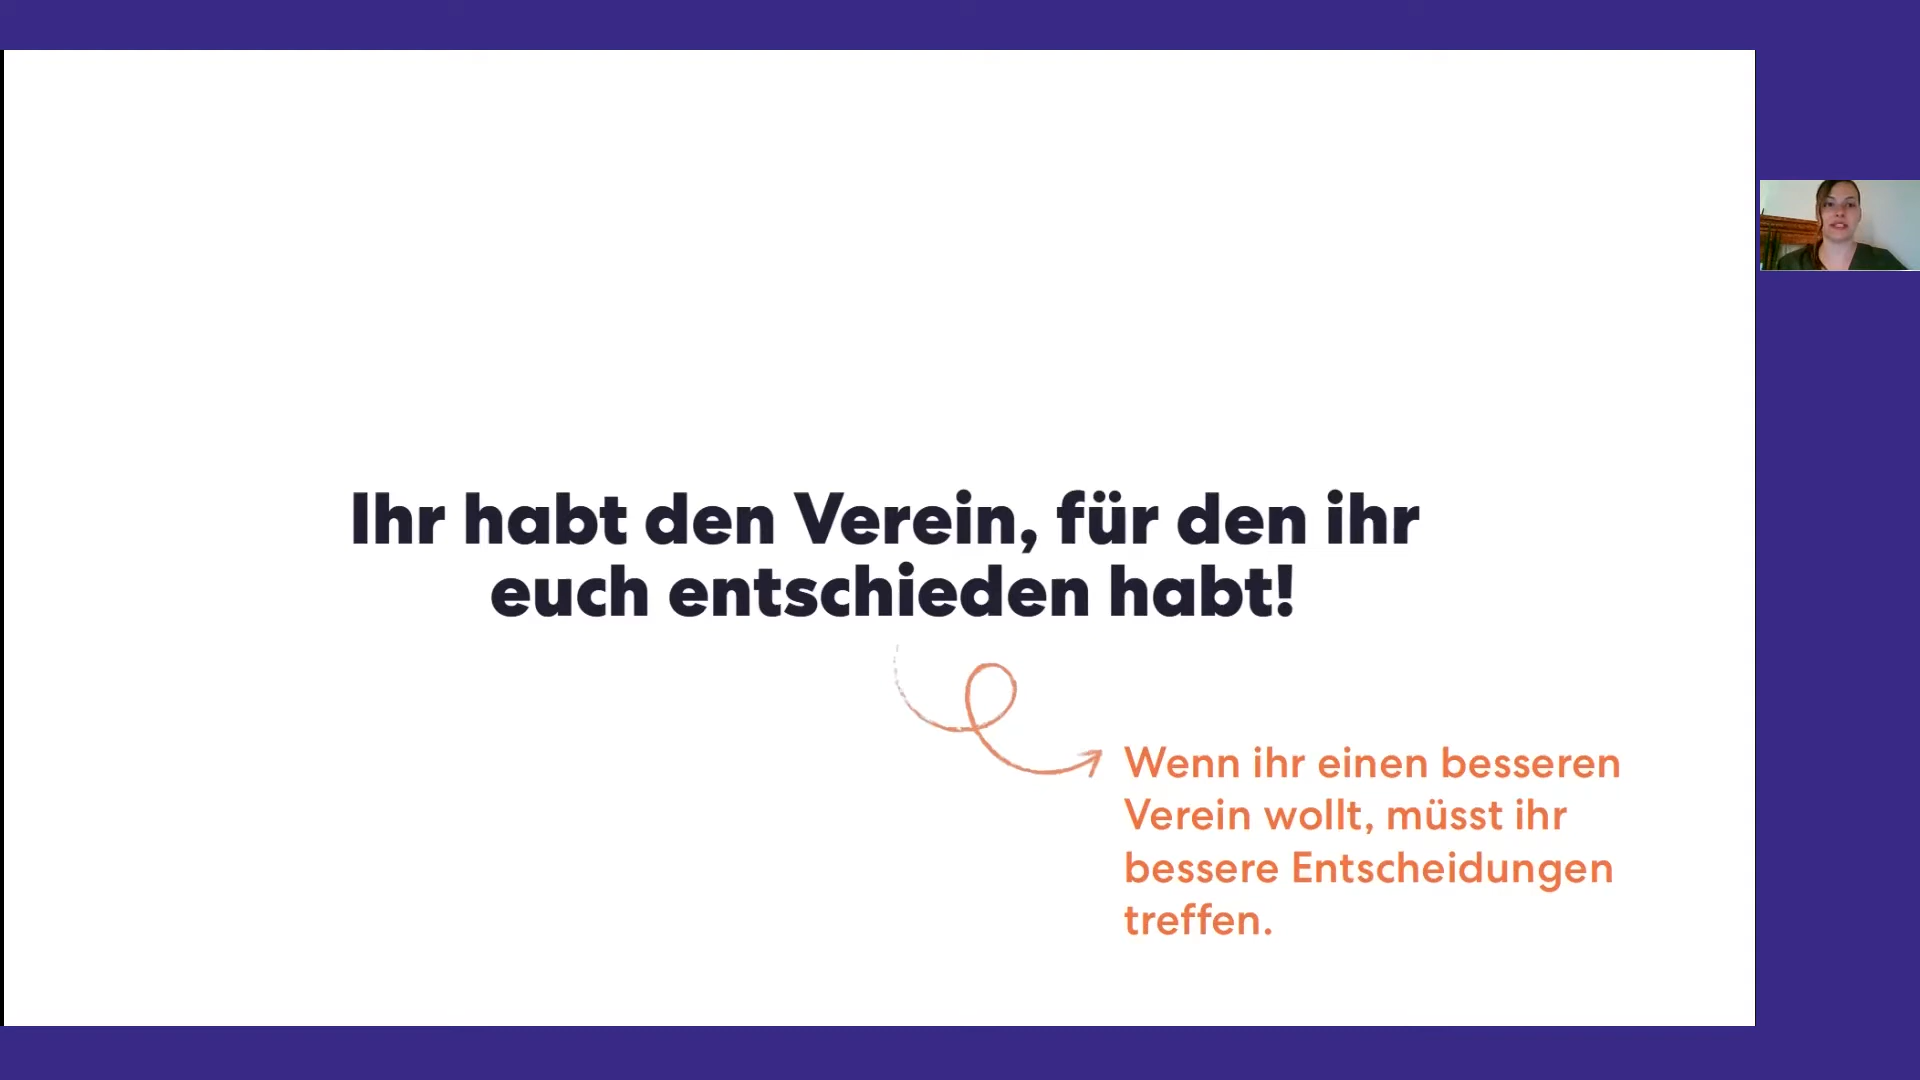 Ihr habt den Verein, für den ihr
euch entschieden habt!
Wenn ihr einen besseren
Verein wollt, müsst ihr
bessere Entscheidungen
treffen.